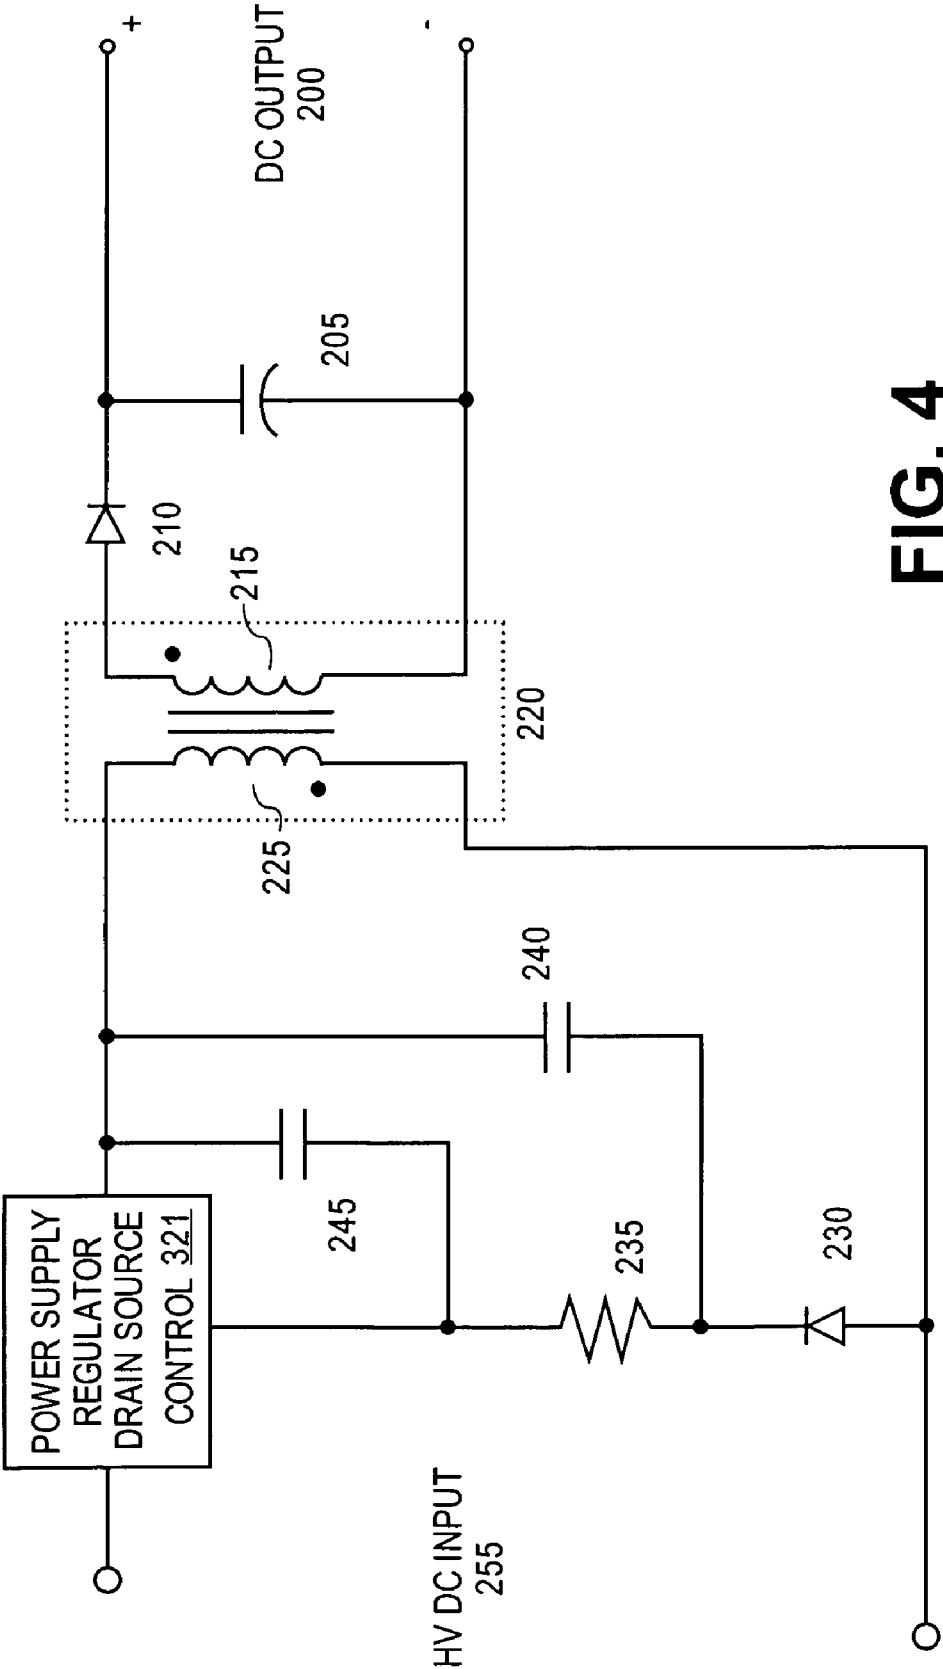 POWER SUPPLY
REGULATOR
DRAIN SOURCE
CONTROL 321
245
240
225
220
215
210
205
+
-
DC OUTPUT
200
HV DC INPUT
255
235
230
FIG. 4